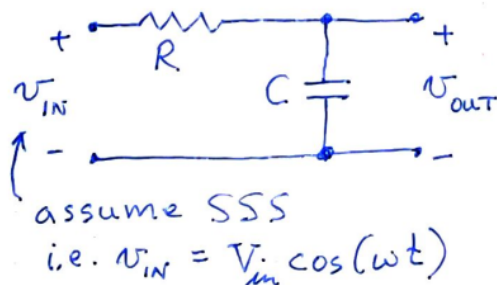 + R +
v_IN C v_OUT
- -
assume SSS
i.e. v_IN = V_in cos(ωt)